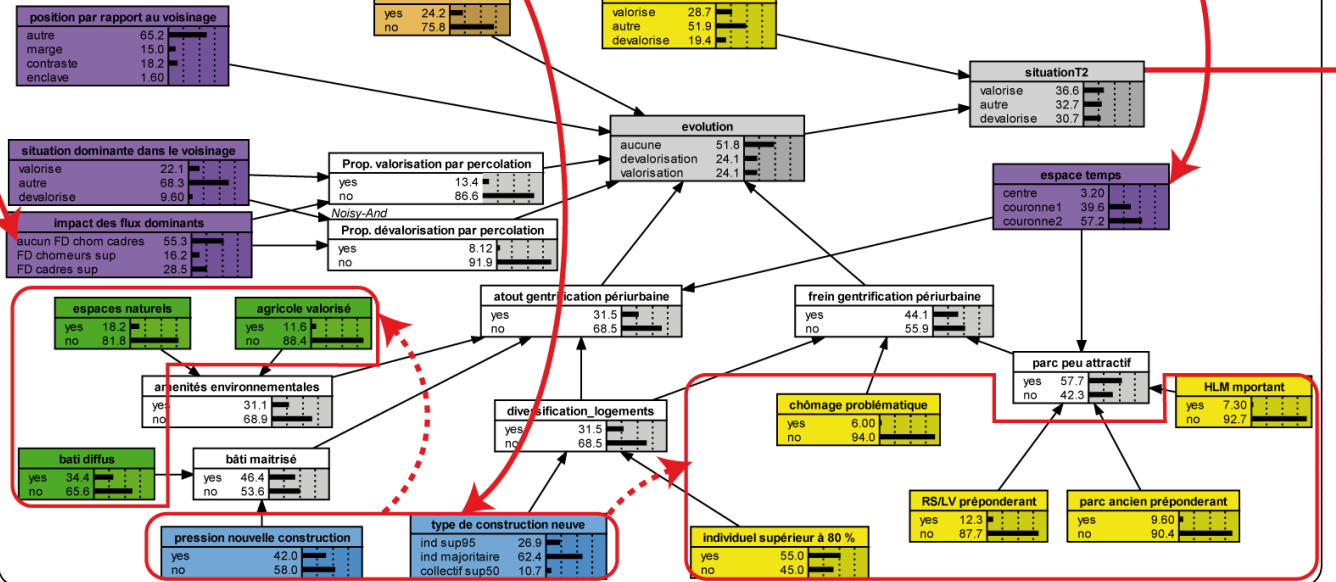 position par rapport au voisinage
autre 65.2
marge 15.0
contraste 18.2
enclave 1.60
yes 24.2
no 75.8
valorise 28.7
autre 51.9
devalorise 19.4
situationT2
valorise 36.6
autre 32.7
devalorise 30.7
evolution
aucune 51.8
devalorisation 24.1
valorisation 24.1
situation dominante dans le voisinage
valorise 22.1
autre 68.3
devalorise 9.60
Prop. valorisation par percolation
yes 13.4
no 86.6
Noisy-And
Prop. dévalorisation par percolation
yes 8.12
no 91.9
espace temps
centre 3.20
couronne1 39.6
couronne2 57.2
impact des flux dominants
aucun FD chom cadres 55.3
FD chomeurs sup 16.2
FD cadres sup 28.5
espaces naturels
yes 18.2
no 81.8
agricole valorisé
yes 11.6
no 88.4
atout gentrification périurbaine
yes 31.5
no 68.5
frein gentrification périurbaine
yes 44.1
no 55.9
parc peu attractif
yes 57.7
no 42.3
amenités environnementales
yes 31.1
no 68.9
diversification_logements
yes 31.5
no 68.5
chômage problématique
yes 6.00
no 94.0
HLM mportant
yes 7.30
no 92.7
bati diffus
yes 34.4
no 65.6
bâti maitrisé
yes 46.4
no 53.6
RS/LV préponderant
yes 12.3
no 87.7
parc ancien préponderant
yes 9.60
no 90.4
pression nouvelle construction
yes 42.0
no 58.0
type de construction neuve
ind sup95 26.9
ind majoritaire 62.4
collectif sup50 10.7
individuel supérieur à 80 %
yes 55.0
no 45.0